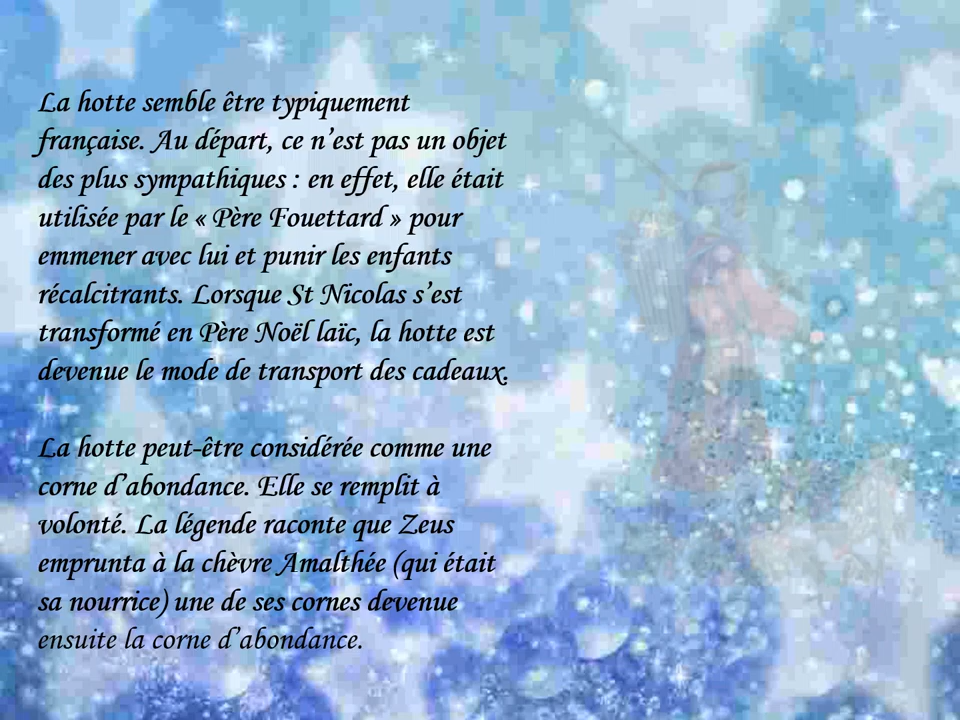 La hotte semble être typiquement
française. Au départ, ce n’est pas un objet
des plus sympathiques : en effet, elle était
utilisée par le « Père Fouettard » pour
emmener avec lui et punir les enfants
récalcitrants. Lorsque St Nicolas s’est
transformé en Père Noël laïc, la hotte est
devenue le mode de transport des cadeaux.
La hotte peut-être considérée comme une
corne d’abondance. Elle se remplit à
volonté. La légende raconte que Zeus
emprunta à la chèvre Amalthée (qui était
sa nourrice) une de ses cornes devenue
ensuite la corne d’abondance.